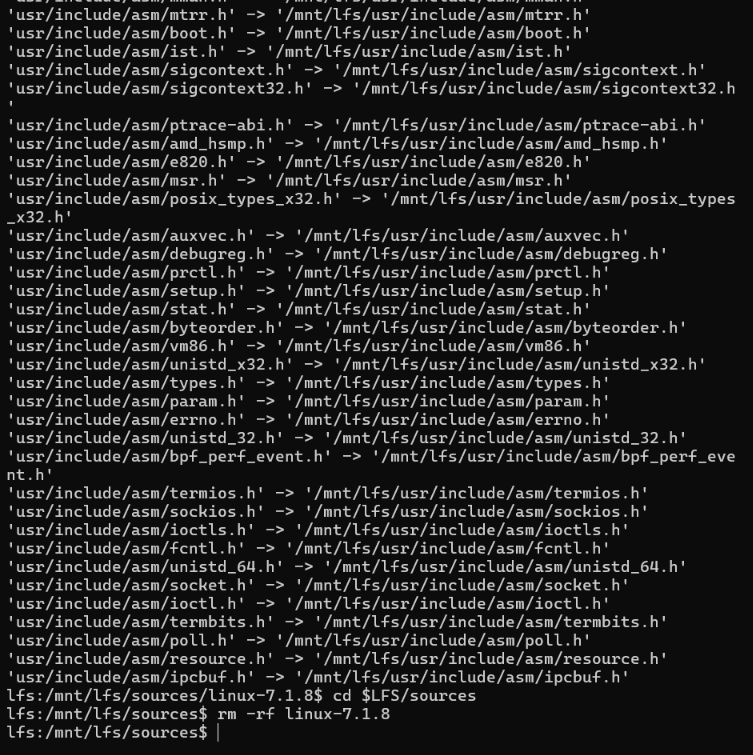 'usr/include/asm/mman.h' -> '/mnt/lfs/usr/include/asm/mman.h'
'usr/include/asm/mtrr.h' -> '/mnt/lfs/usr/include/asm/mtrr.h'
'usr/include/asm/boot.h' -> '/mnt/lfs/usr/include/asm/boot.h'
'usr/include/asm/ist.h' -> '/mnt/lfs/usr/include/asm/ist.h'
'usr/include/asm/sigcontext.h' -> '/mnt/lfs/usr/include/asm/sigcontext.h'
'usr/include/asm/sigcontext32.h' -> '/mnt/lfs/usr/include/asm/sigcontext32.h
'
'usr/include/asm/ptrace-abi.h' -> '/mnt/lfs/usr/include/asm/ptrace-abi.h'
'usr/include/asm/amd_hsmp.h' -> '/mnt/lfs/usr/include/asm/amd_hsmp.h'
'usr/include/asm/e820.h' -> '/mnt/lfs/usr/include/asm/e820.h'
'usr/include/asm/msr.h' -> '/mnt/lfs/usr/include/asm/msr.h'
'usr/include/asm/posix_types_x32.h' -> '/mnt/lfs/usr/include/asm/posix_types
_x32.h'
'usr/include/asm/auxvec.h' -> '/mnt/lfs/usr/include/asm/auxvec.h'
'usr/include/asm/debugreg.h' -> '/mnt/lfs/usr/include/asm/debugreg.h'
'usr/include/asm/prctl.h' -> '/mnt/lfs/usr/include/asm/prctl.h'
'usr/include/asm/setup.h' -> '/mnt/lfs/usr/include/asm/setup.h'
'usr/include/asm/stat.h' -> '/mnt/lfs/usr/include/asm/stat.h'
'usr/include/asm/byteorder.h' -> '/mnt/lfs/usr/include/asm/byteorder.h'
'usr/include/asm/vm86.h' -> '/mnt/lfs/usr/include/asm/vm86.h'
'usr/include/asm/unistd_x32.h' -> '/mnt/lfs/usr/include/asm/unistd_x32.h'
'usr/include/asm/types.h' -> '/mnt/lfs/usr/include/asm/types.h'
'usr/include/asm/param.h' -> '/mnt/lfs/usr/include/asm/param.h'
'usr/include/asm/errno.h' -> '/mnt/lfs/usr/include/asm/errno.h'
'usr/include/asm/unistd_32.h' -> '/mnt/lfs/usr/include/asm/unistd_32.h'
'usr/include/asm/bpf_perf_event.h' -> '/mnt/lfs/usr/include/asm/bpf_perf_eve
nt.h'
'usr/include/asm/termios.h' -> '/mnt/lfs/usr/include/asm/termios.h'
'usr/include/asm/sockios.h' -> '/mnt/lfs/usr/include/asm/sockios.h'
'usr/include/asm/ioctls.h' -> '/mnt/lfs/usr/include/asm/ioctls.h'
'usr/include/asm/fcntl.h' -> '/mnt/lfs/usr/include/asm/fcntl.h'
'usr/include/asm/unistd_64.h' -> '/mnt/lfs/usr/include/asm/unistd_64.h'
'usr/include/asm/socket.h' -> '/mnt/lfs/usr/include/asm/socket.h'
'usr/include/asm/ioctl.h' -> '/mnt/lfs/usr/include/asm/ioctl.h'
'usr/include/asm/termbits.h' -> '/mnt/lfs/usr/include/asm/termbits.h'
'usr/include/asm/poll.h' -> '/mnt/lfs/usr/include/asm/poll.h'
'usr/include/asm/resource.h' -> '/mnt/lfs/usr/include/asm/resource.h'
'usr/include/asm/ipcbuf.h' -> '/mnt/lfs/usr/include/asm/ipcbuf.h'
lfs:/mnt/lfs/sources/linux-7.1.8$ cd $LFS/sources
lfs:/mnt/lfs/sources$ rm -rf linux-7.1.8
lfs:/mnt/lfs/sources$